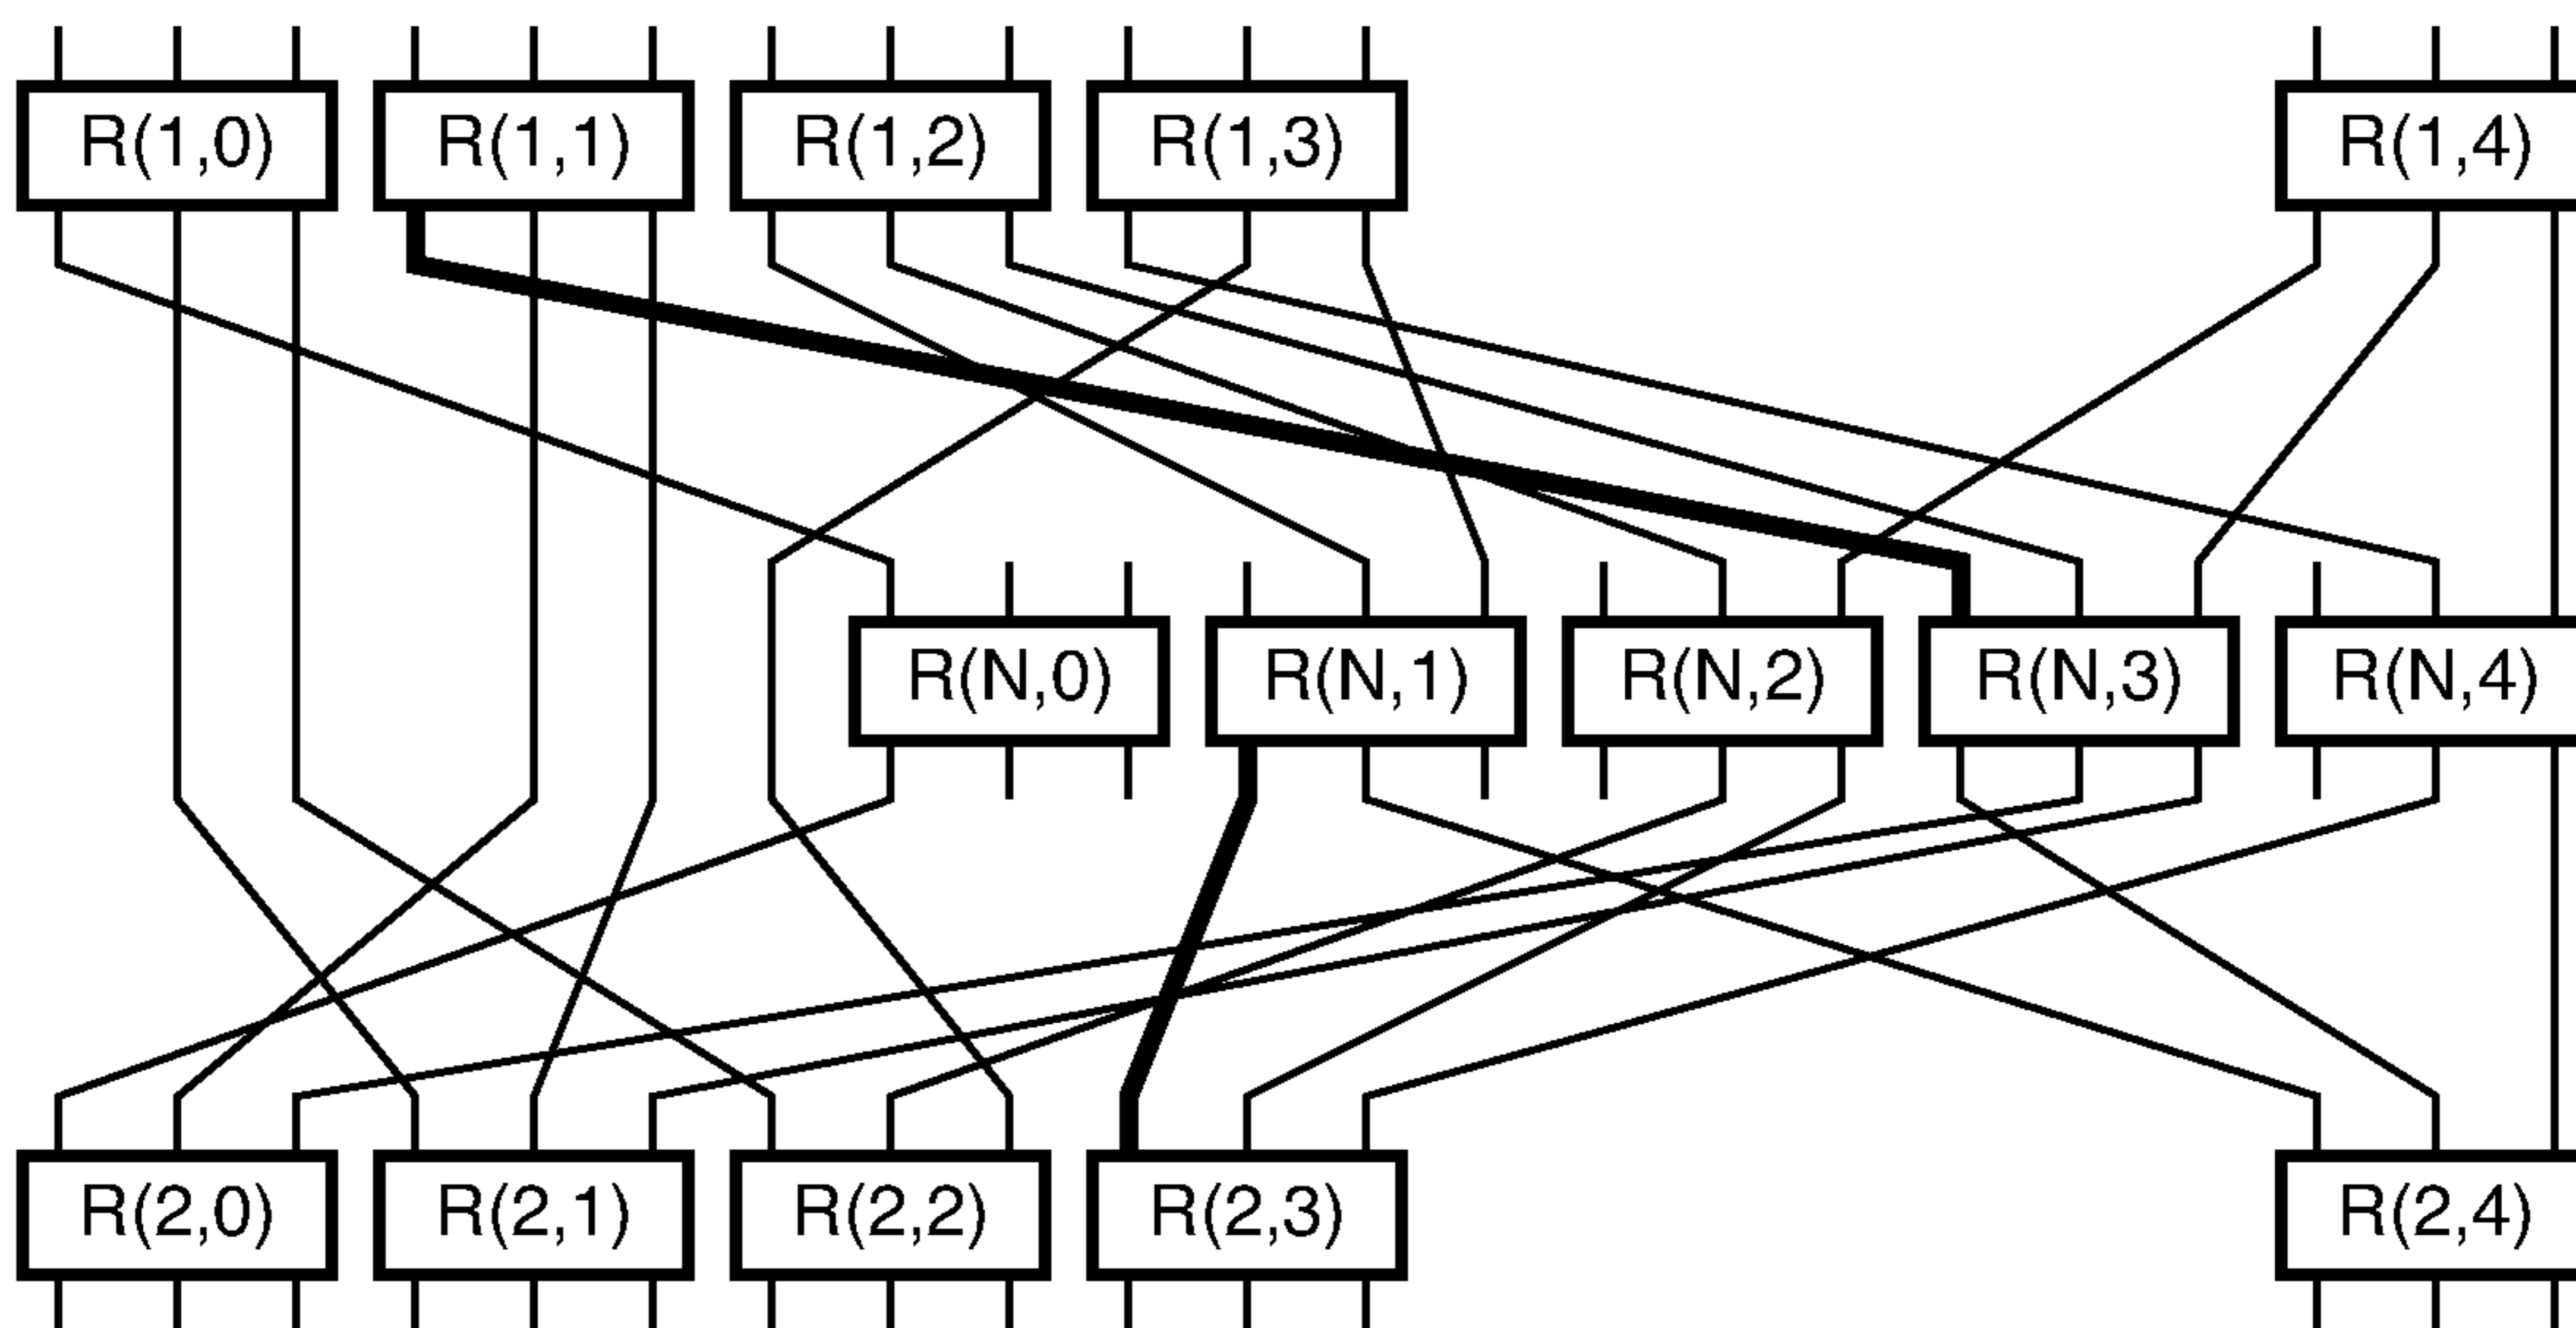 R(1,0) R(1,1) R(1,2) R(1,3) R(1,4)
R(N,0) R(N,1) R(N,2) R(N,3) R(N,4)
R(2,0) R(2,1) R(2,2) R(2,3) R(2,4)